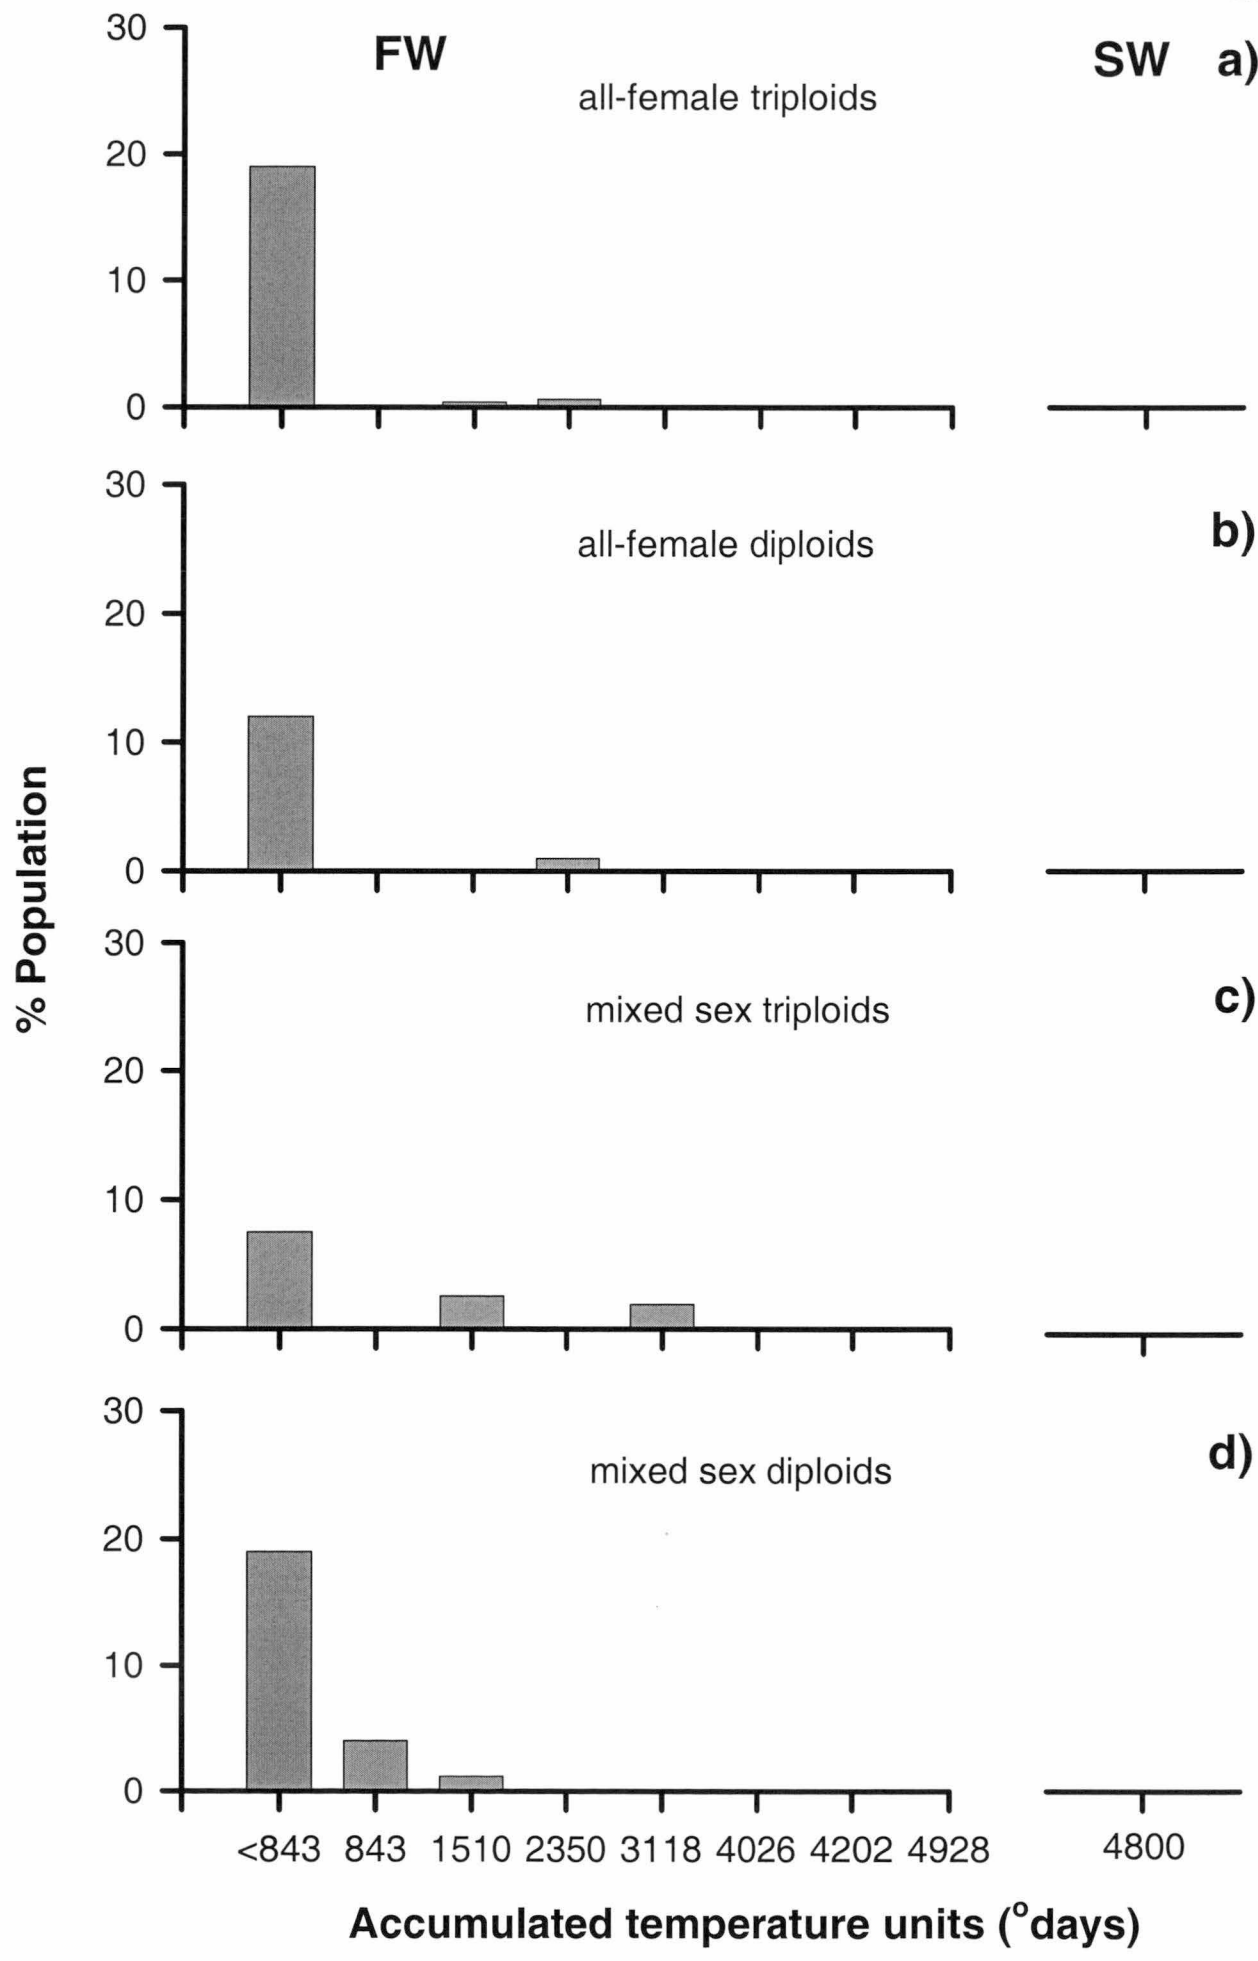 FW
SW a)
all-female triploids
30
20
10
0
b)
all-female diploids
30
20
10
0
% Population
c)
mixed sex triploids
30
20
10
0
d)
mixed sex diploids
30
20
10
0
<843 843 1510 2350 3118 4026 4202 4928 4800
Accumulated temperature units (°days)